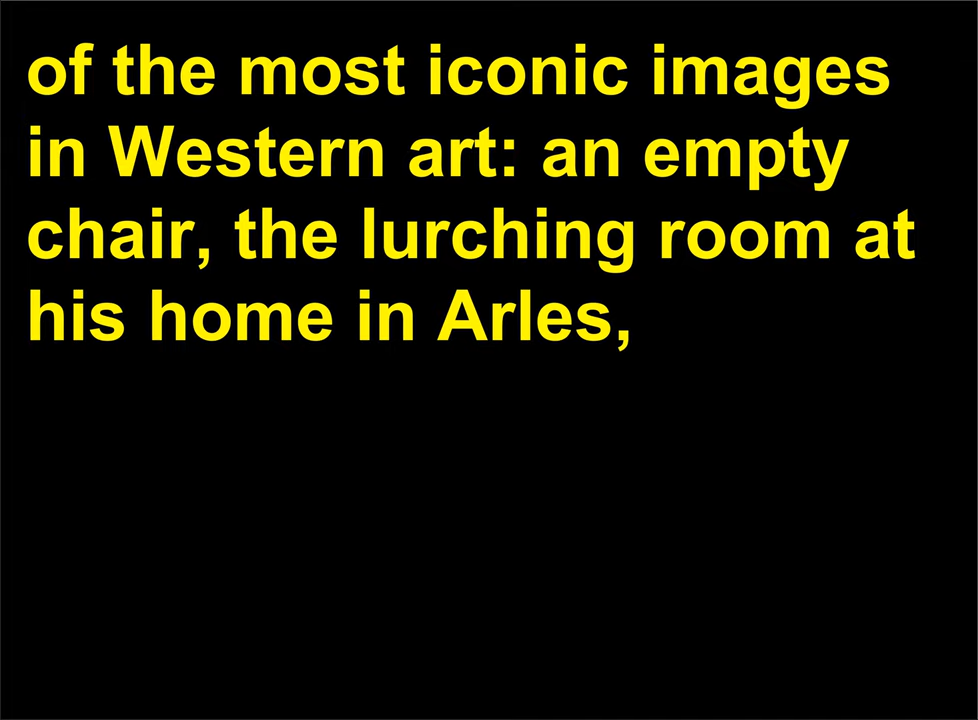 of the most iconic images
in Western art: an empty
chair, the lurching room at
his home in Arles,